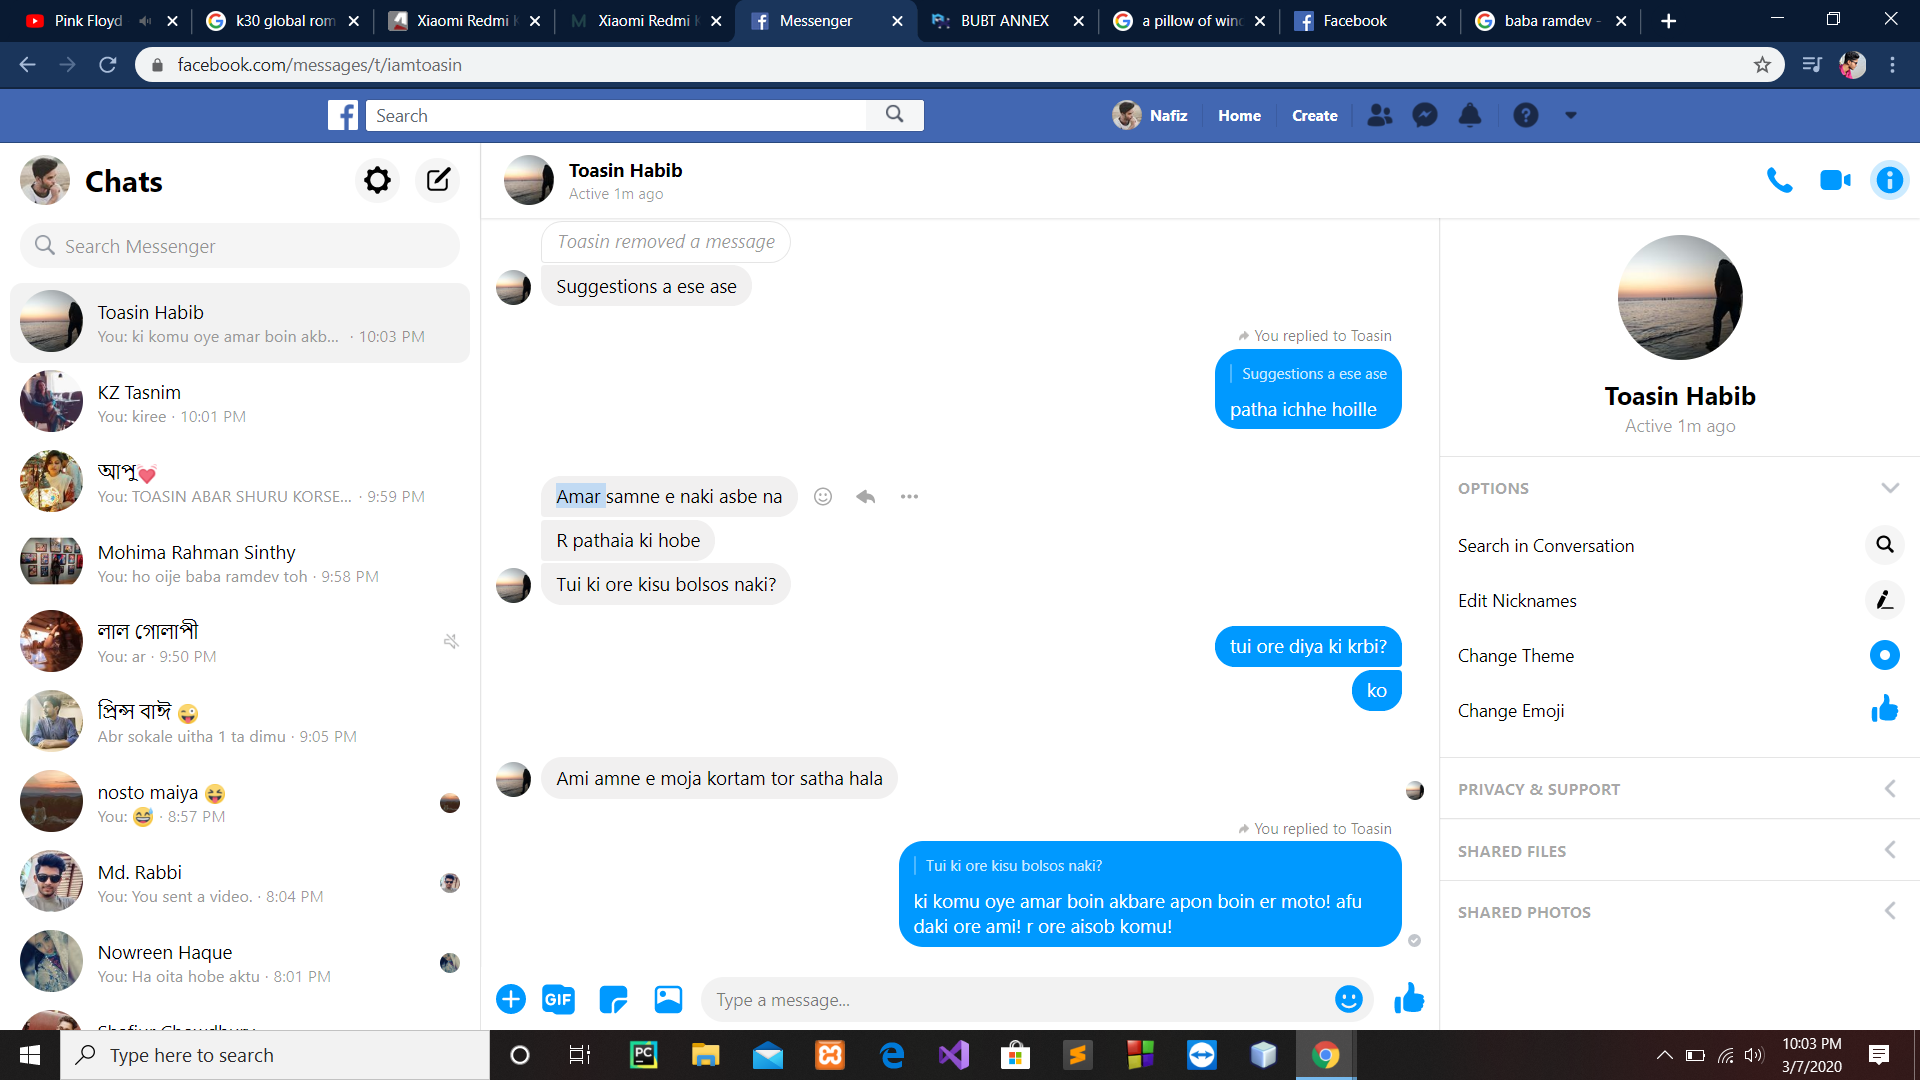 Pink Floyd
k30 global rom
Xiaomi Redmi K
Xiaomi Redmi K
Messenger
BUBT ANNEX
a pillow of wind
Facebook
baba ramdev -
facebook.com/messages/t/iamtoasin
Search
Nafiz
Home
Create
Chats
Search Messenger
Toasin Habib
You: ki komu oye amar boin akb... · 10:03 PM
KZ Tasnim
You: kiree · 10:01 PM
আপু💓
You: TOASIN ABAR SHURU KORSE... · 9:59 PM
Mohima Rahman Sinthy
You: ho oije baba ramdev toh · 9:58 PM
লাল গোলাপী
You: ar · 9:50 PM
প্রিন্স বাঈ 😜
Abr sokale uitha 1 ta dimu · 9:05 PM
nosto maiya 😝
You: 😅 · 8:57 PM
Md. Rabbi
You: You sent a video. · 8:04 PM
Nowreen Haque
You: Ha oita hobe aktu · 8:01 PM
Shafiur Chowdhury
Toasin Habib
Active 1m ago
Toasin removed a message
Suggestions a ese ase
You replied to Toasin
Suggestions a ese ase
patha ichhe hoille
Amar samne e naki asbe na
R pathaia ki hobe
Tui ki ore kisu bolsos naki?
tui ore diya ki krbi?
ko
Ami amne e moja kortam tor satha hala
You replied to Toasin
Tui ki ore kisu bolsos naki?
ki komu oye amar boin akbare apon boin er moto! afu
daki ore ami! r ore aisob komu!
GIF
Type a message...
Toasin Habib
Active 1m ago
OPTIONS
Search in Conversation
Edit Nicknames
Change Theme
Change Emoji
PRIVACY & SUPPORT
SHARED FILES
SHARED PHOTOS
Type here to search
PC
10:03 PM
3/7/2020